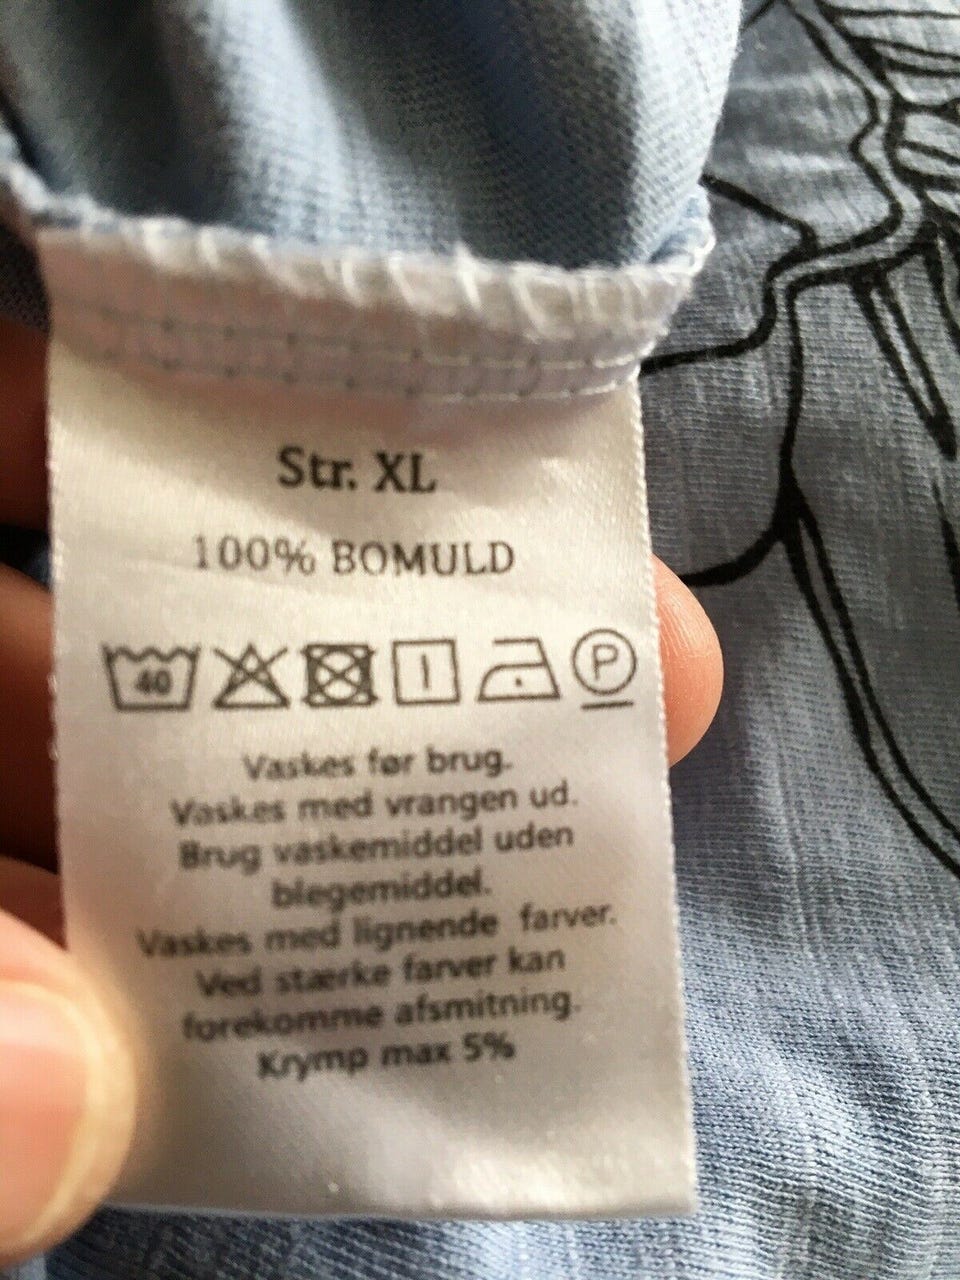 Str. XL
100% BOMULD
40 P
Vaskes før brug.
Vaskes med vrangen ud.
Brug vaskemiddel uden
blegemiddel.
Vaskes med lignende farver.
Ved stærke farver kan
forekomme afsmitning.
Krymp max 5%